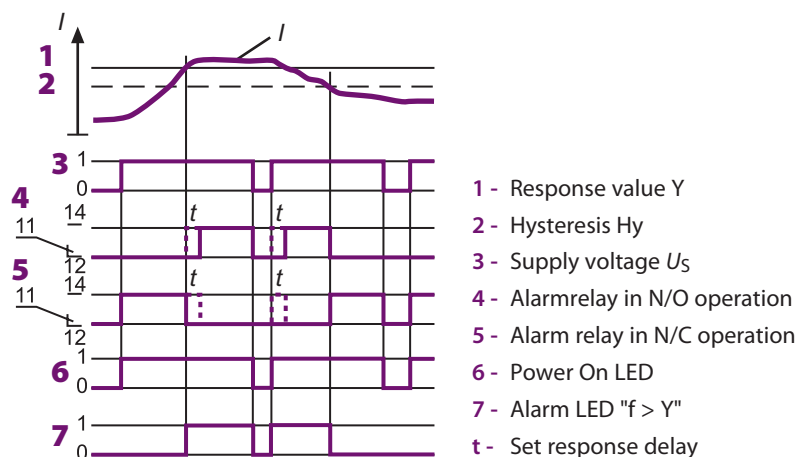 I
I
1
2
3
1
0
4
14
t
t
11
12
5
14
t
t
11
12
6
1
0
7
1
0
1 - Response value Y
2 - Hysteresis Hy
3 - Supply voltage US
4 - Alarmrelay in N/O operation
5 - Alarm relay in N/C operation
6 - Power On LED
7 - Alarm LED "f > Y"
t - Set response delay